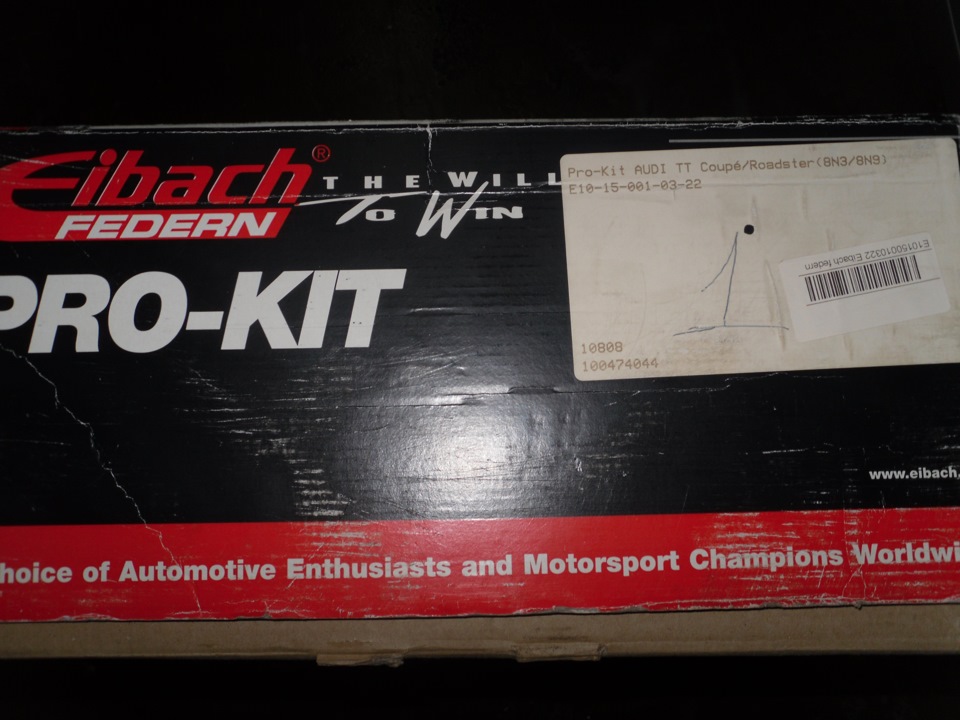 Eibach®
FEDERN
THE WILL
TO WIN
PRO-KIT
Pro-Kit AUDI TT Coupé/Roadster(8N3/8N9)
E10-15-001-03-22
1
E10150010322 Eibach federn
10808
100474044
www.eibach.
hoice of Automotive Enthusiasts and Motorsport Champions Worldwi